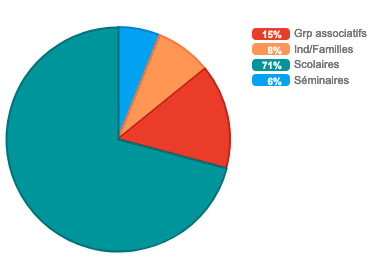 15% Grp associatifs
8% Ind/Familles
71% Scolaires
6% Séminaires